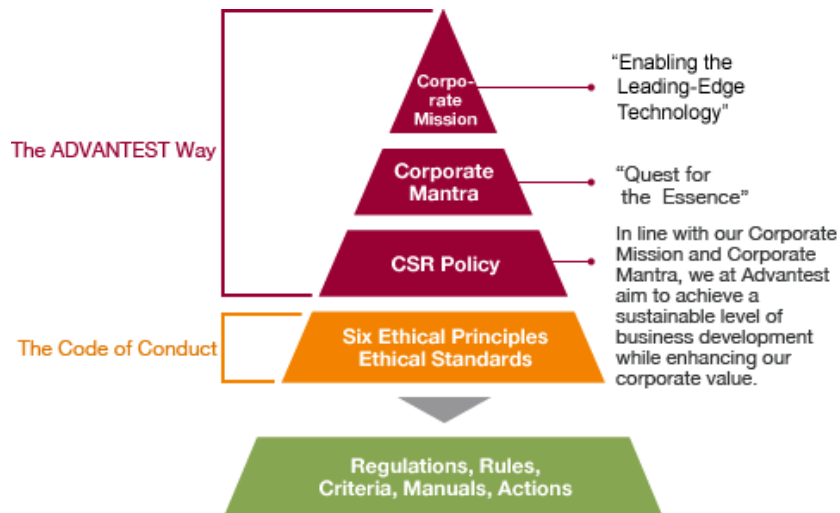 Corpo-
rate
Mission
“Enabling the
Leading-Edge
Technology”
The ADVANTEST Way
Corporate
Mantra
“Quest for
the Essence”
CSR Policy
In line with our Corporate
Mission and Corporate
Mantra, we at Advantest
aim to achieve a
sustainable level of
business development
while enhancing our
corporate value.
The Code of Conduct
Six Ethical Principles
Ethical Standards
Regulations, Rules,
Criteria, Manuals, Actions